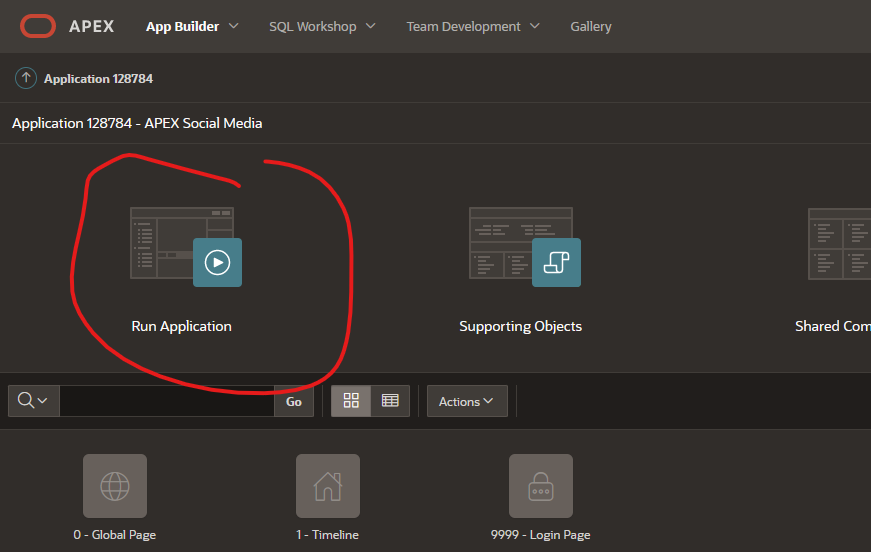 APEX App Builder SQL Workshop Team Development Gallery
Application 128784
Application 128784 - APEX Social Media
Run Application Supporting Objects Shared Com
Go Actions
0 - Global Page 1 - Timeline 9999 - Login Page